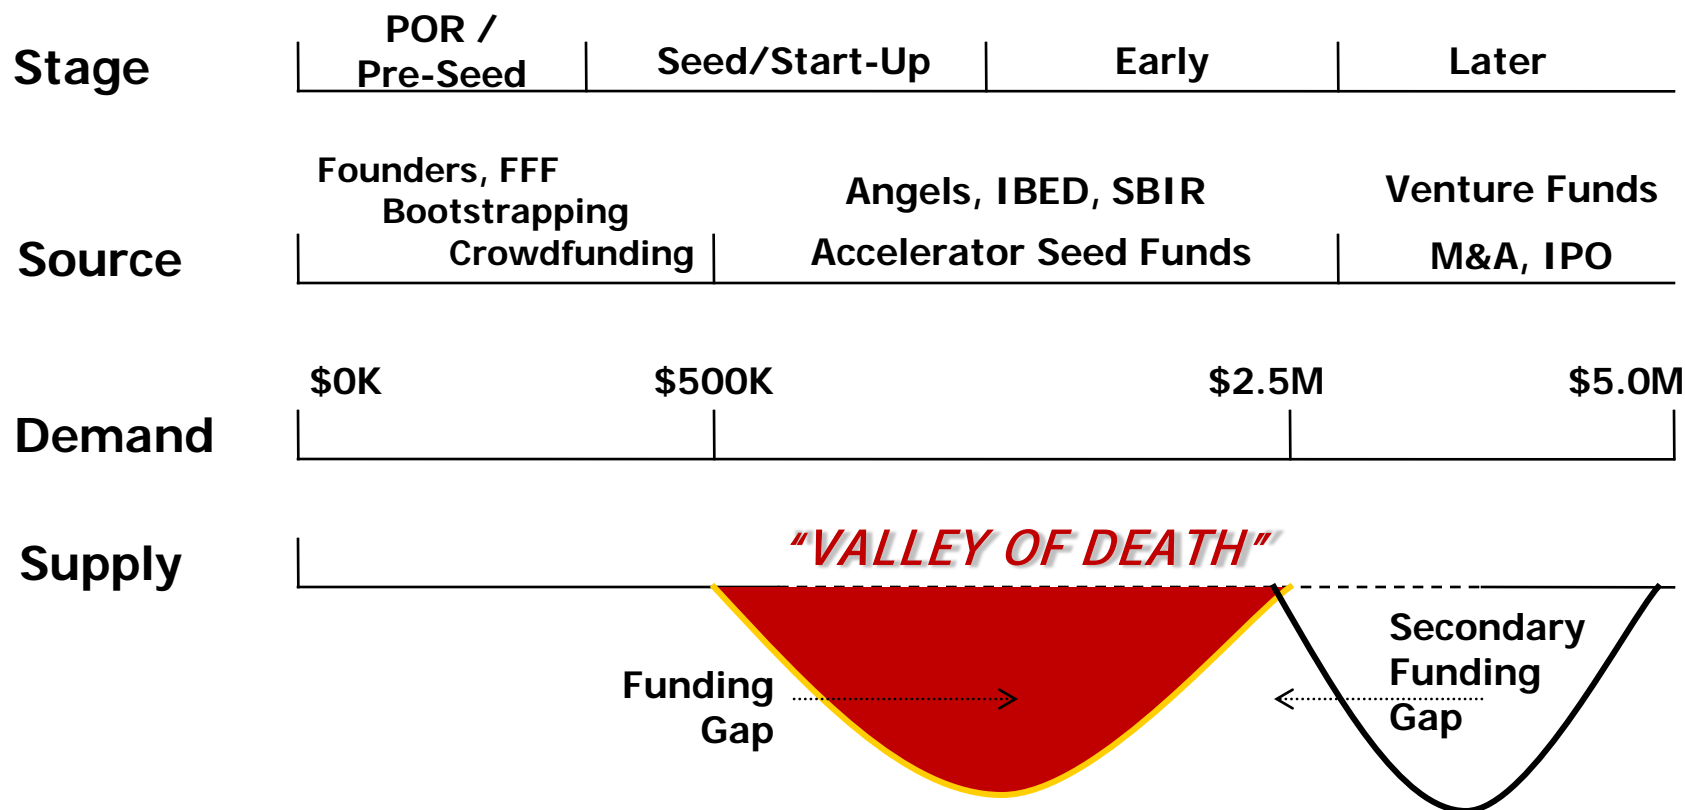 Stage
POR /
Pre-Seed
Seed/Start-Up
Early
Later
Source
Founders, FFF
Bootstrapping
Crowdfunding
Angels, IBED, SBIR
Accelerator Seed Funds
Venture Funds
M&A, IPO
Demand
$0K
$500K
$2.5M
$5.0M
Supply
“VALLEY OF DEATH”
Funding
Gap
Secondary
Funding
Gap